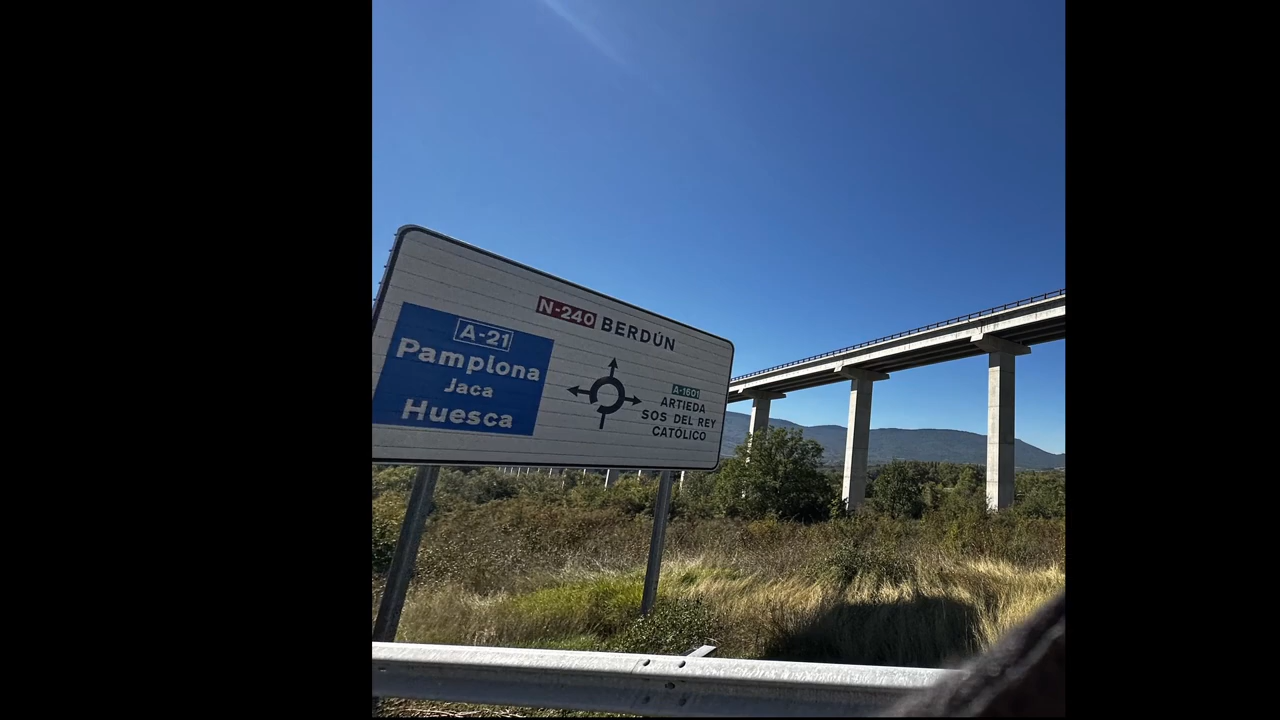 A-21
Pamplona
Jaca
Huesca
N-240 BERDÚN
A-1601
ARTIEDA
SOS DEL REY
CATÓLICO